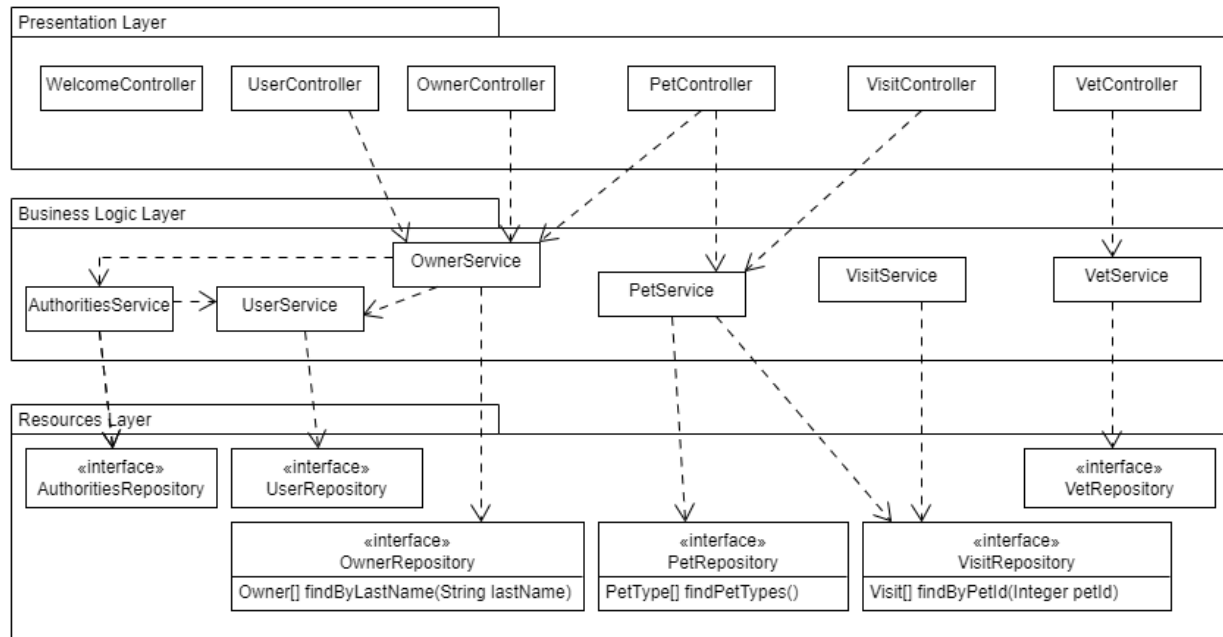 Presentation Layer
WelcomeController
UserController
OwnerController
PetController
VisitController
VetController
Business Logic Layer
OwnerService
AuthoritiesService
UserService
PetService
VisitService
VetService
Resources Layer
«interface»
AuthoritiesRepository
«interface»
UserRepository
«interface»
VetRepository
«interface»
OwnerRepository
Owner[] findByLastName(String lastName)
«interface»
PetRepository
PetType[] findPetTypes()
«interface»
VisitRepository
Visit[] findByPetId(Integer petId)